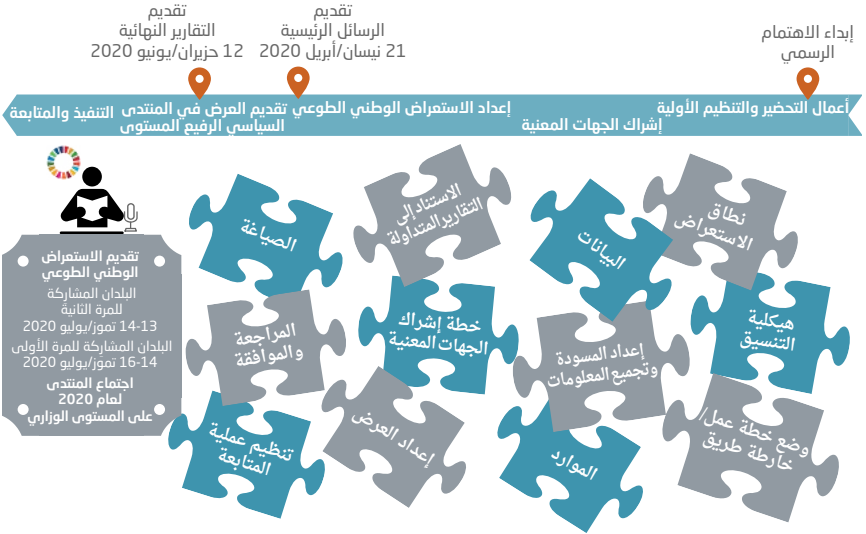 إبداء الاهتمام
الرسمي
تقديم
الرسائل الرئيسية
21 نيسان/أبريل 2020
تقديم
التقارير النهائية
12 حزيران/يونيو 2020
أعمال التحضير والتنظيم الأولية
إشراك الجهات المعنية
إعداد الاستعراض الوطني الطوعي
تقديم العرض في المنتدى
السياسي الرفيع المستوى
التنفيذ والمتابعة
نطاق
الاستعراض
البيانات
الاستناد إلى
التقارير المتداولة
الصياغة
هيكلية
التنسيق
إعداد المسودة
وتجميع المعلومات
خطة إشراك
الجهات المعنية
المراجعة
والموافقة
وضع خطة عمل/
خارطة طريق
الموارد
إعداد العرض
تنظيم عملية
المتابعة
تقديم الاستعراض
الوطني الطوعي
البلدان المشاركة
للمرة الثانية
13-14 تموز/يوليو 2020
البلدان المشاركة للمرة الأولى
14-16 تموز/يوليو 2020
اجتماع المنتدى
لعام 2020
على المستوى الوزاري